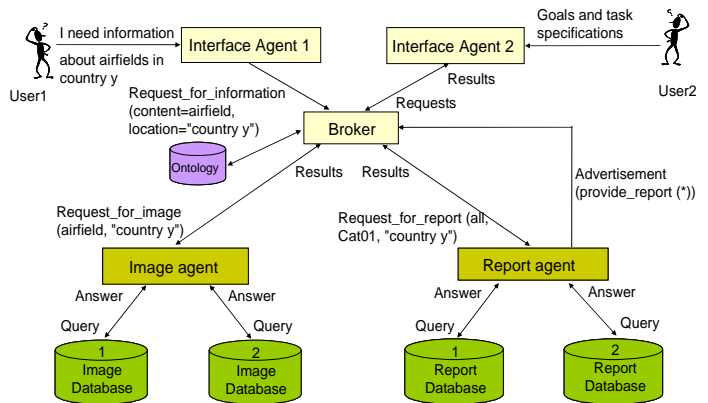 I need information
about airfields in
country y
User1
Interface Agent 1
Interface Agent 2
Goals and task
specifications
User2
Results
Requests
Request_for_information
(content=airfield,
location="country y")
Broker
Ontology
Results
Results
Advertisement
(provide_report (*))
Request_for_image
(airfield, "country y")
Request_for_report (all,
Cat01, "country y")
Image agent
Report agent
Answer
Answer
Answer
Answer
Query
Query
Query
Query
1
Image
Database
2
Image
Database
1
Report
Database
2
Report
Database